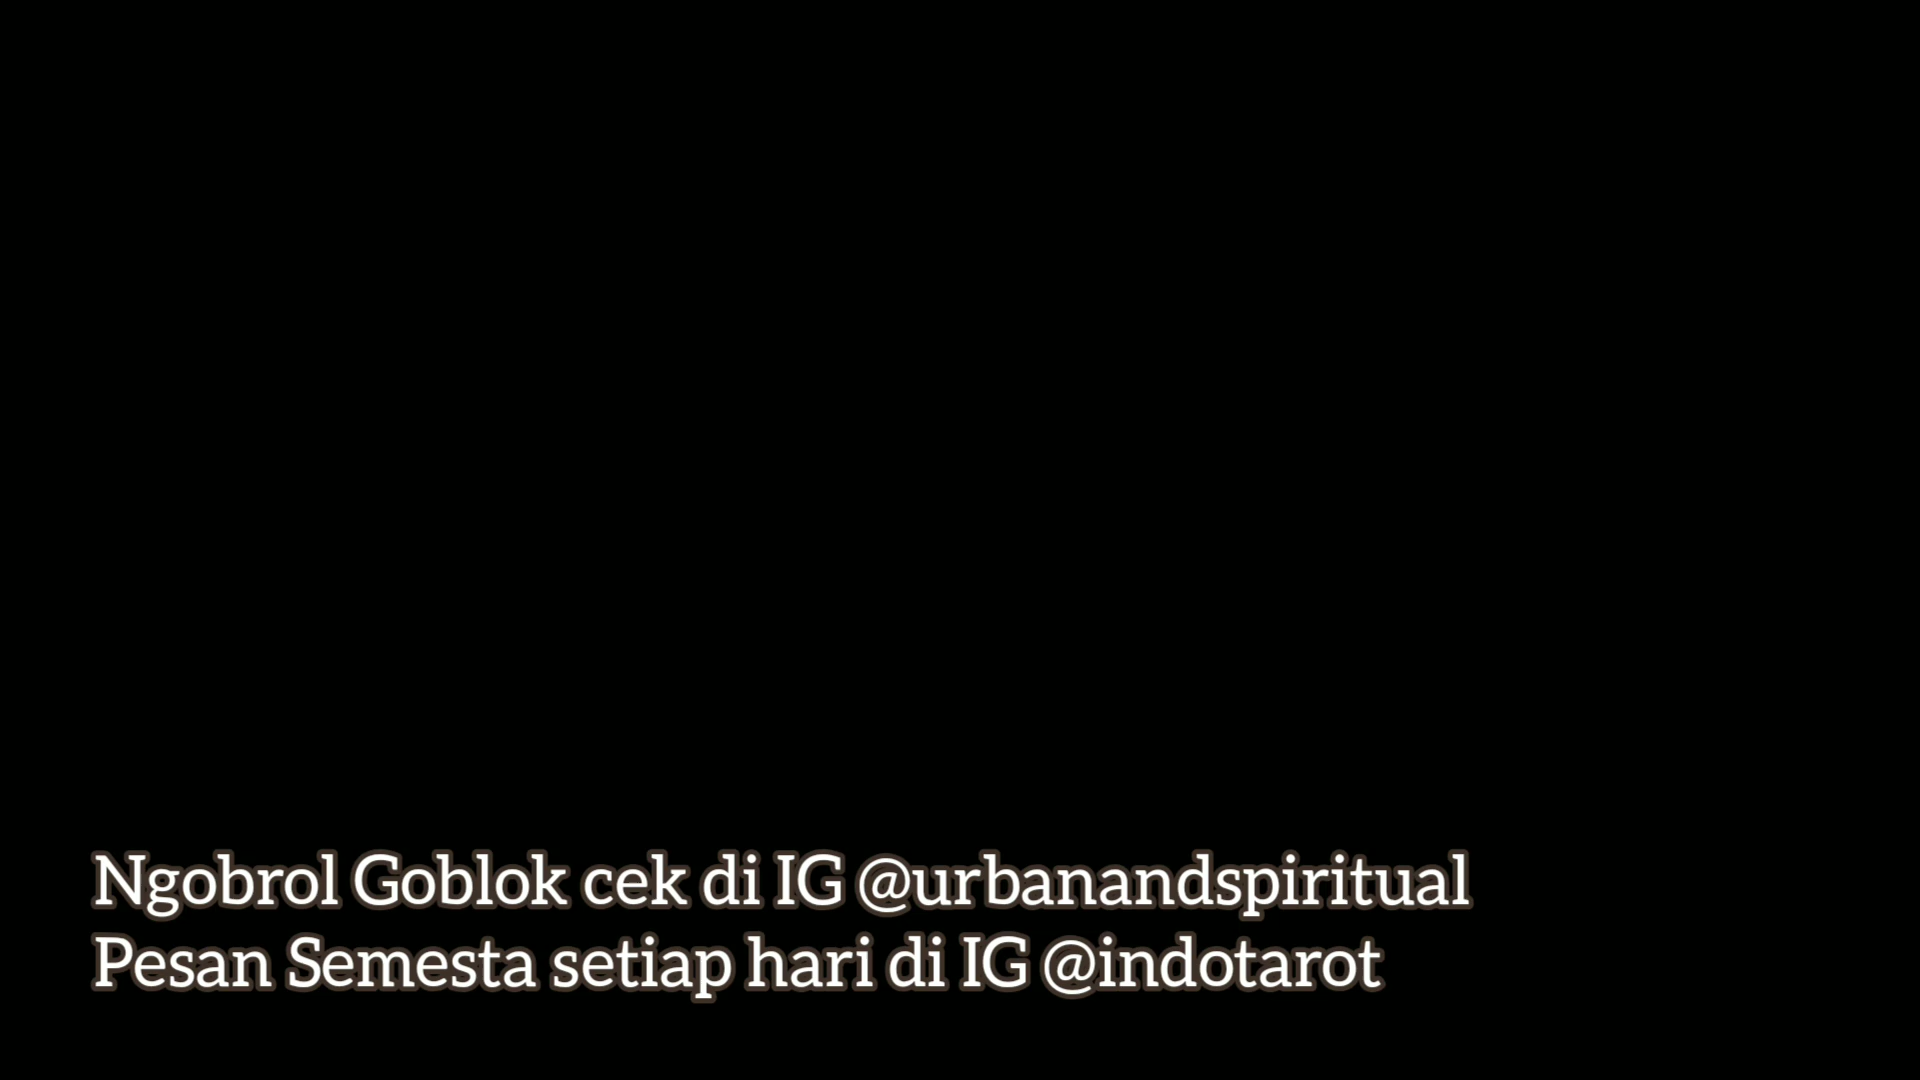 Ngobrol Goblok cek di IG @urbanandspiritual
Pesan Semesta setiap hari di IG @indotarot